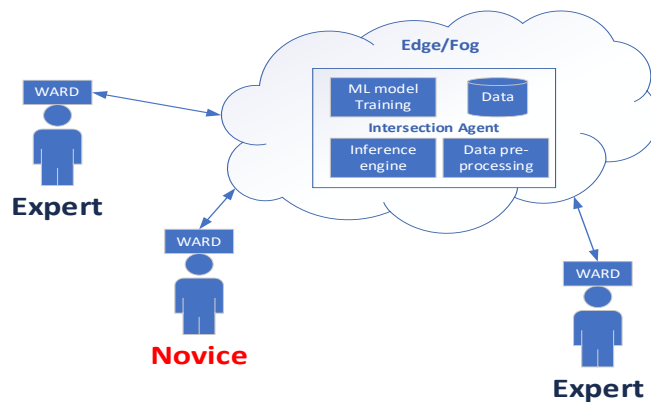 Edge/Fog
WARD
ML model
Training
Data
Intersection Agent
Inference
engine
Data pre-
processing
Expert
WARD
Novice
WARD
Expert